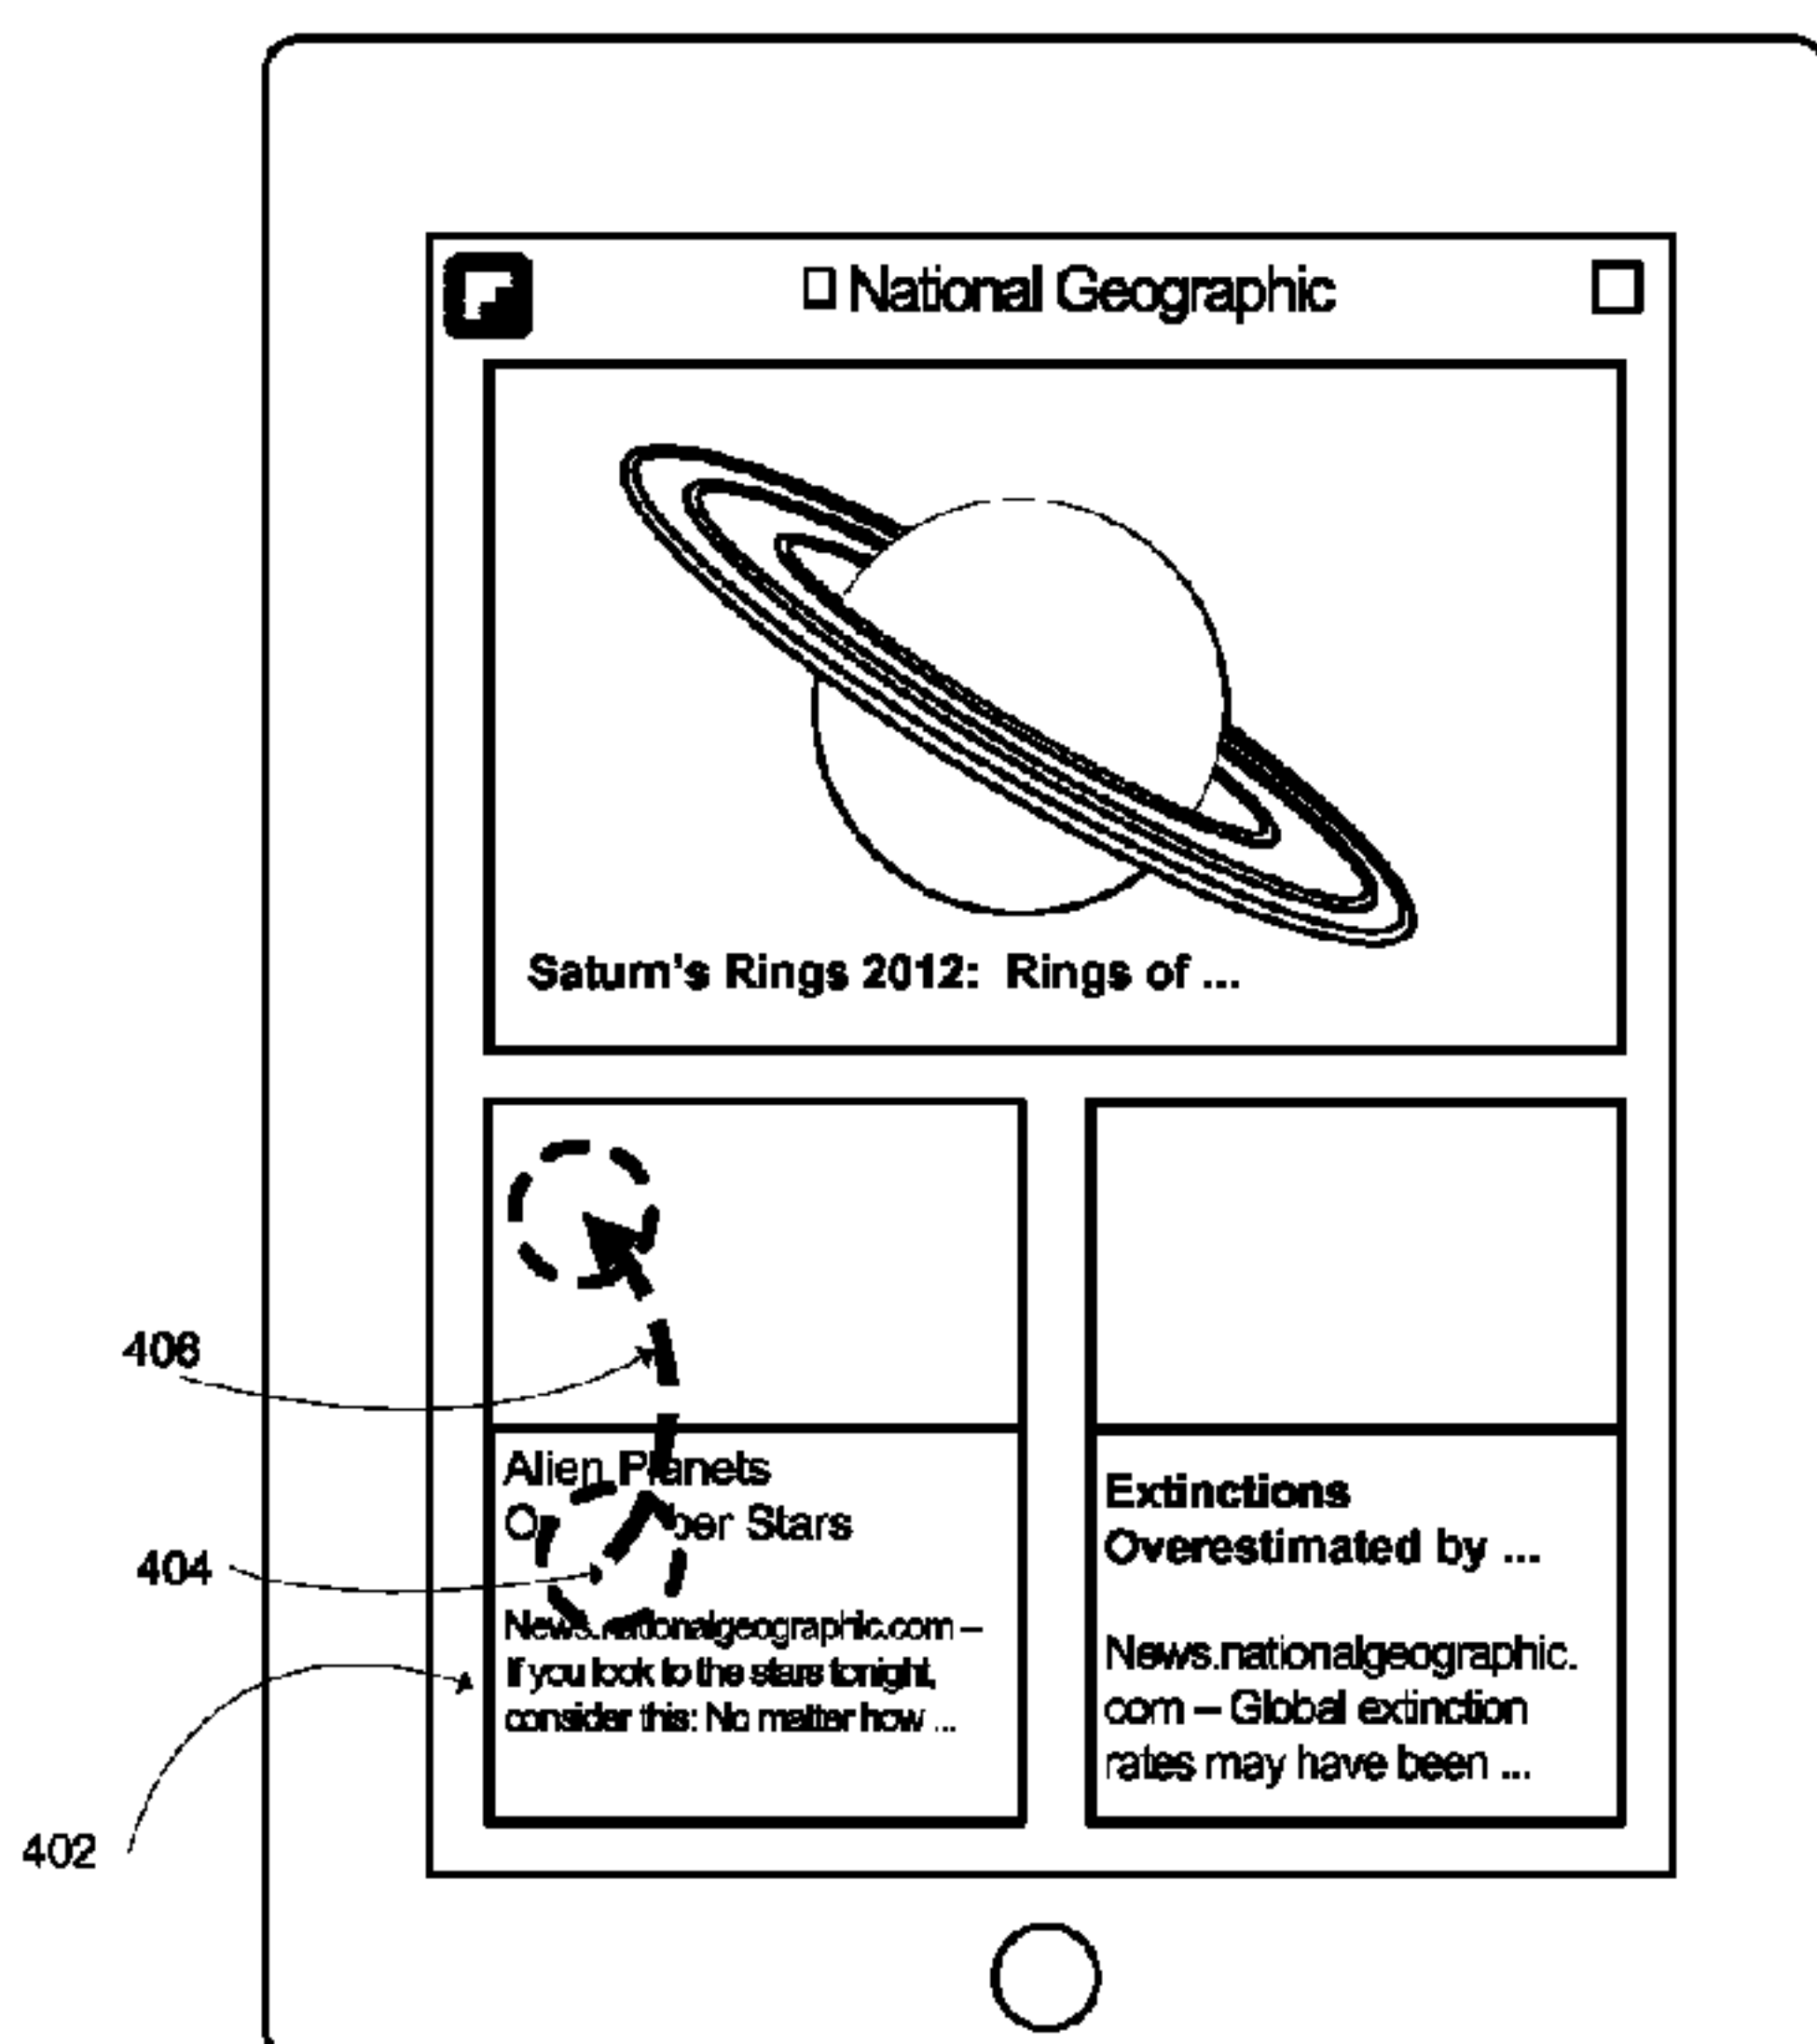 National Geographic
Saturn's Rings 2012: Rings of ...
406
Alien Planets
Stars
404
News.nationalgeographic.com –
If you look to the stars tonight,
consider this: No matter how ...
402
Extinctions
Overestimated by ...
News.nationalgeographic.
com – Global extinction
rates may have been ...